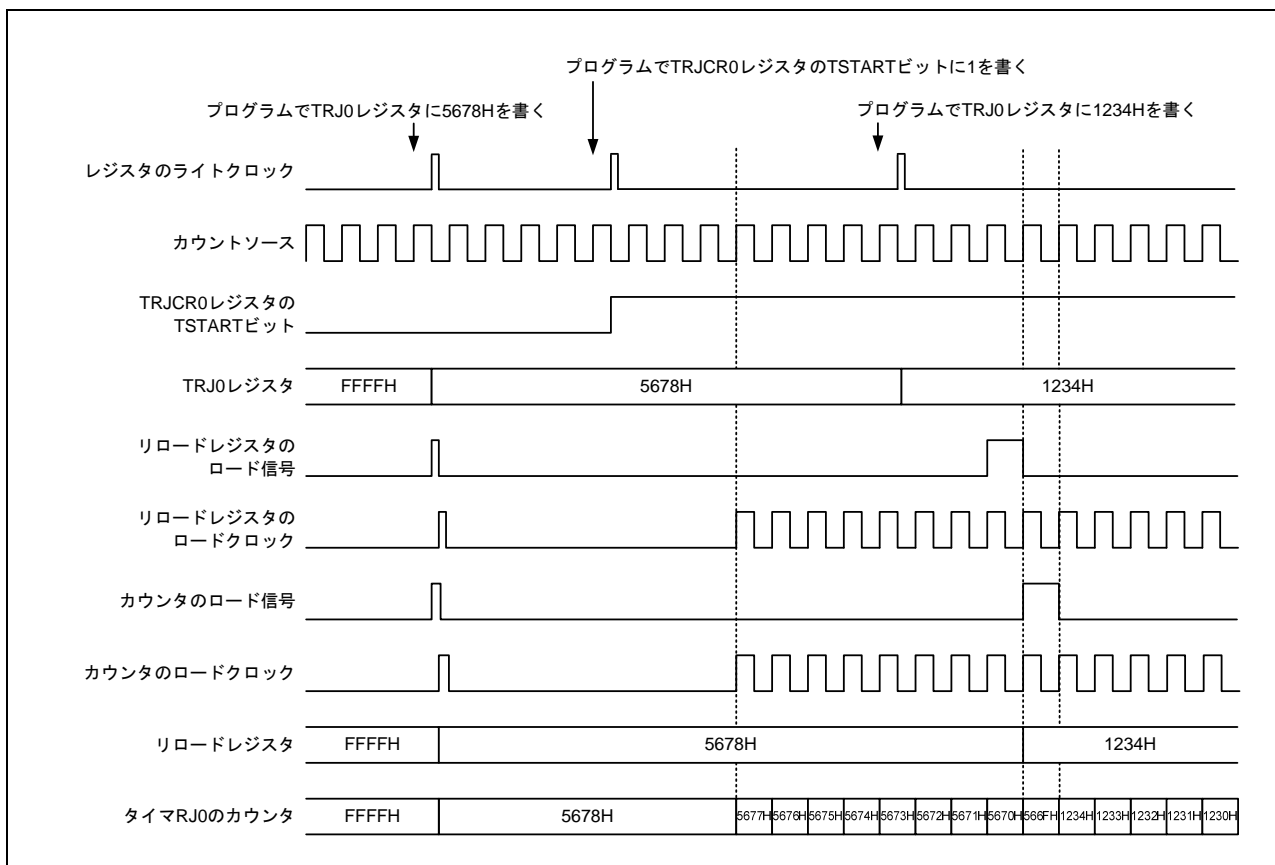 プログラムでTRJCR0レジスタのTSTARTビットに1を書く
プログラムでTRJ0レジスタに5678Hを書く
プログラムでTRJ0レジスタに1234Hを書く
レジスタのライトクロック
カウントソース
TRJCR0レジスタの
TSTARTビット
TRJ0レジスタ FFFFH 5678H 1234H
リロードレジスタの
ロード信号
リロードレジスタの
ロードクロック
カウンタのロード信号
カウンタのロードクロック
リロードレジスタ FFFFH 5678H 1234H
タイマRJ0のカウンタ FFFFH 5678H 5677H 5676H 5675H 5674H 5673H 5672H 5671H 5670H 566FH 1234H 1233H 1232H 1231H 1230H